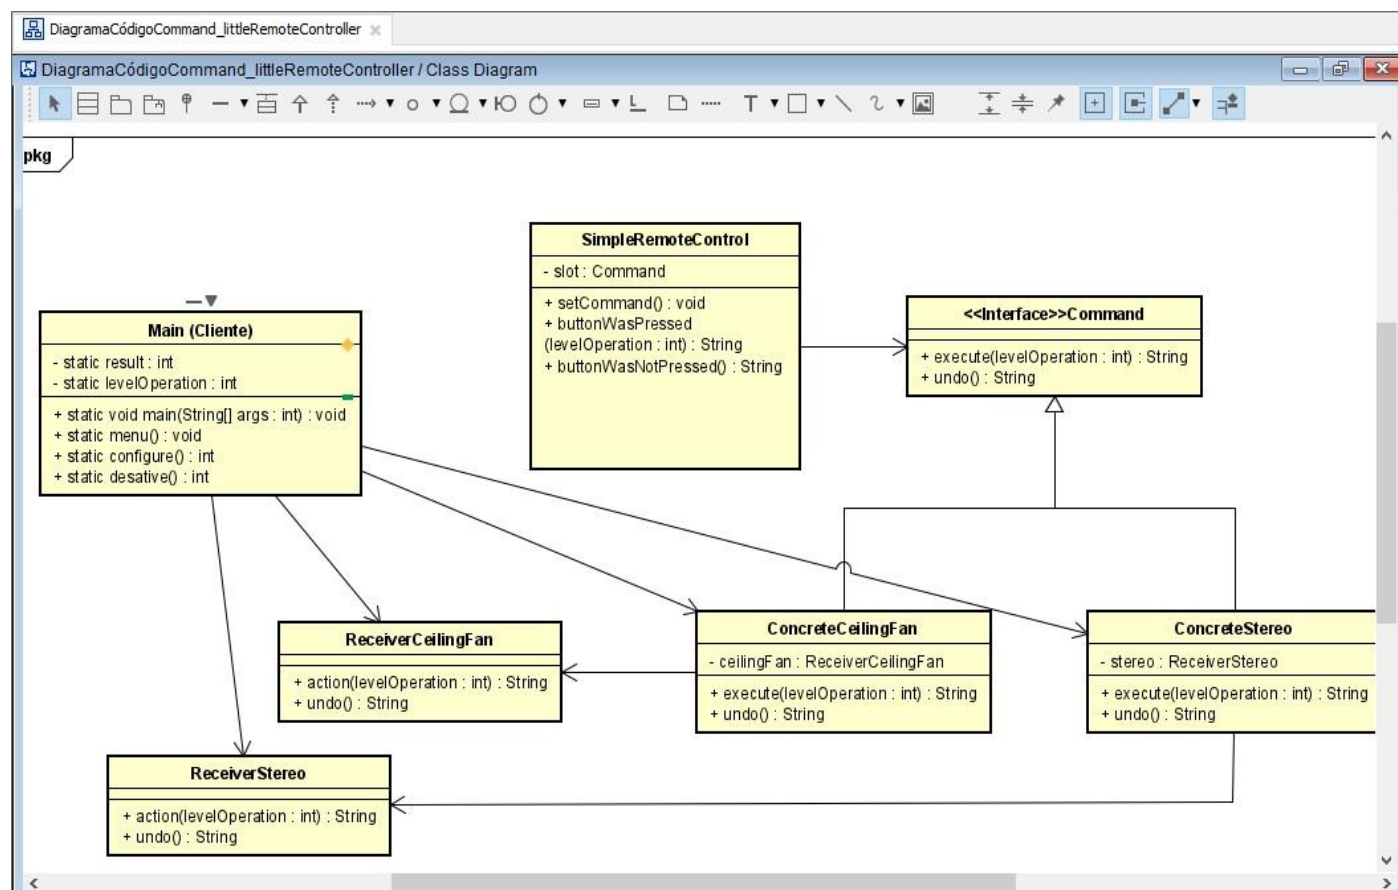 DiagramaCódigoCommand_littleRemoteController
DiagramaCódigoCommand_littleRemoteController / Class Diagram
T
pkg
SimpleRemoteControl
- slot : Command
+ setCommand() : void
+ buttonWasPressed
(levelOperation : int) : String
+ buttonWasNotPressed() : String
<<Interface>>Command
+ execute(levelOperation : int) : String
+ undo() : String
Main (Cliente)
- static result : int
- static levelOperation : int
+ static void main(String[] args : int) : void
+ static menu() : void
+ static configure() : int
+ static desative() : int
ReceiverCeilingFan
+ action(levelOperation : int) : String
+ undo() : String
ConcreteCeilingFan
- ceilingFan : ReceiverCeilingFan
+ execute(levelOperation : int) : String
+ undo() : String
ConcreteStereo
- stereo : ReceiverStereo
+ execute(levelOperation : int) : String
+ undo() : String
ReceiverStereo
+ action(levelOperation : int) : String
+ undo() : String